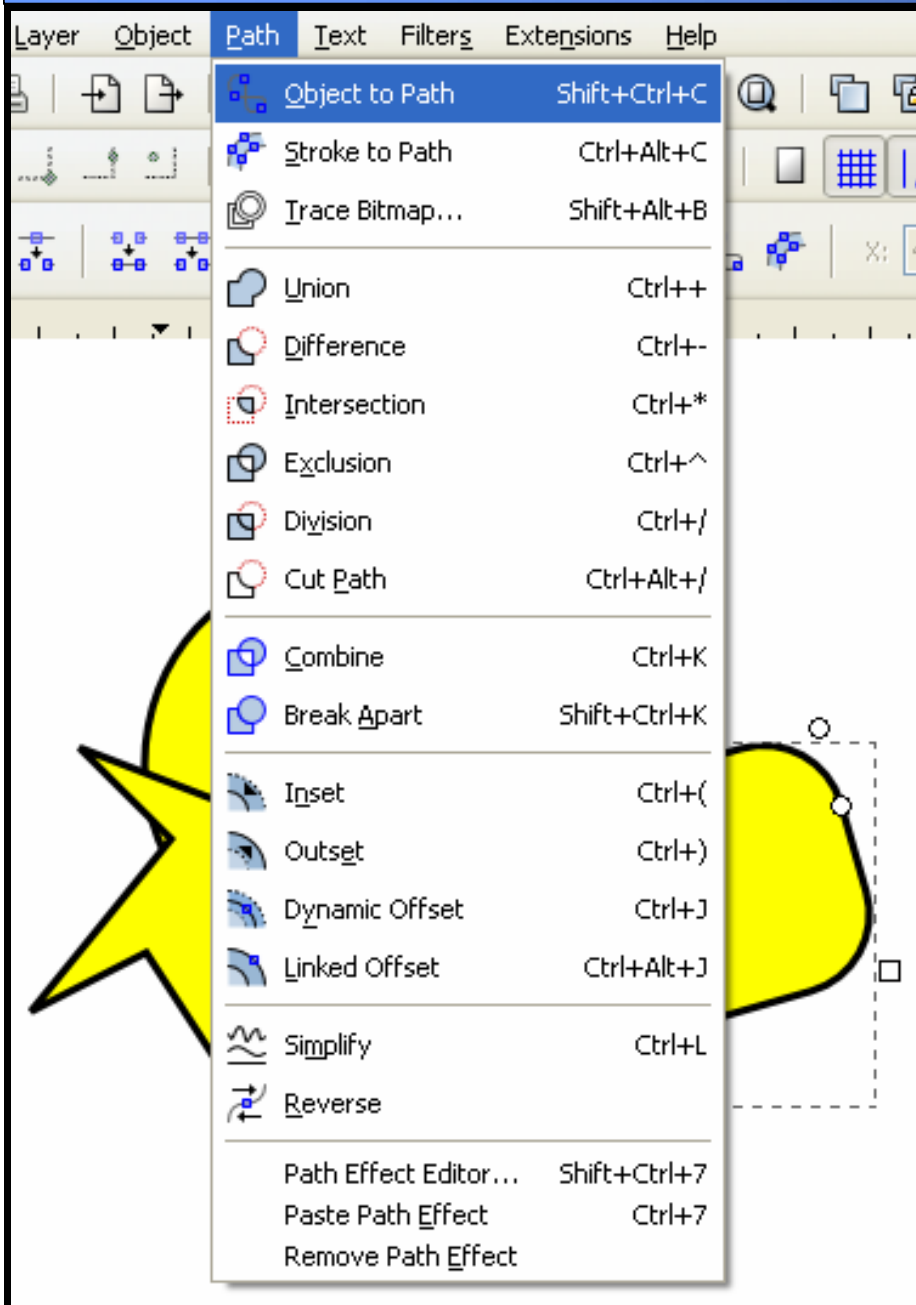 Layer Object Path Text Filters Extensions Help
Object to Path Shift+Ctrl+C
Stroke to Path Ctrl+Alt+C
Trace Bitmap... Shift+Alt+B
X:
Union Ctrl++
Difference Ctrl+-
Intersection Ctrl+*
Exclusion Ctrl+^
Division Ctrl+/
Cut Path Ctrl+Alt+/
Combine Ctrl+K
Break Apart Shift+Ctrl+K
Inset Ctrl+(
Outset Ctrl+)
Dynamic Offset Ctrl+J
Linked Offset Ctrl+Alt+J
Simplify Ctrl+L
Reverse
Path Effect Editor... Shift+Ctrl+7
Paste Path Effect Ctrl+7
Remove Path Effect